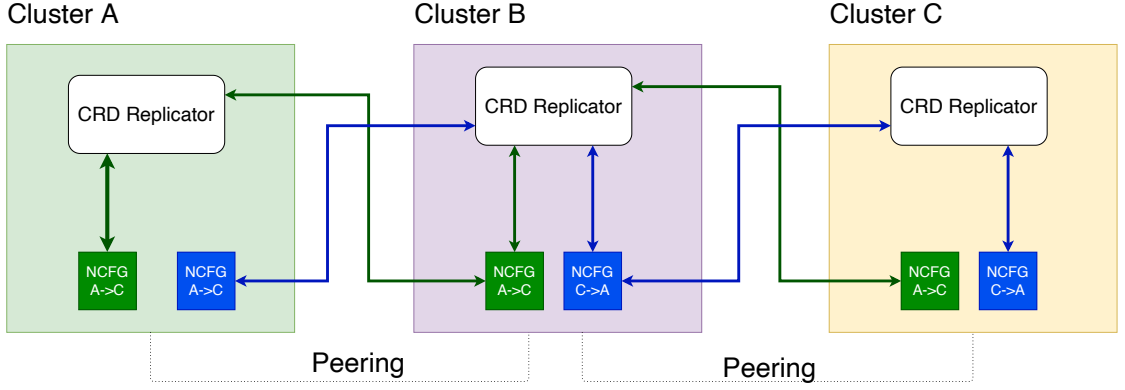 Cluster A
Cluster B
Cluster C
CRD Replicator
CRD Replicator
CRD Replicator
NCFG
A->C
NCFG
A->C
NCFG
A->C
NCFG
C->A
NCFG
A->C
NCFG
C->A
Peering
Peering